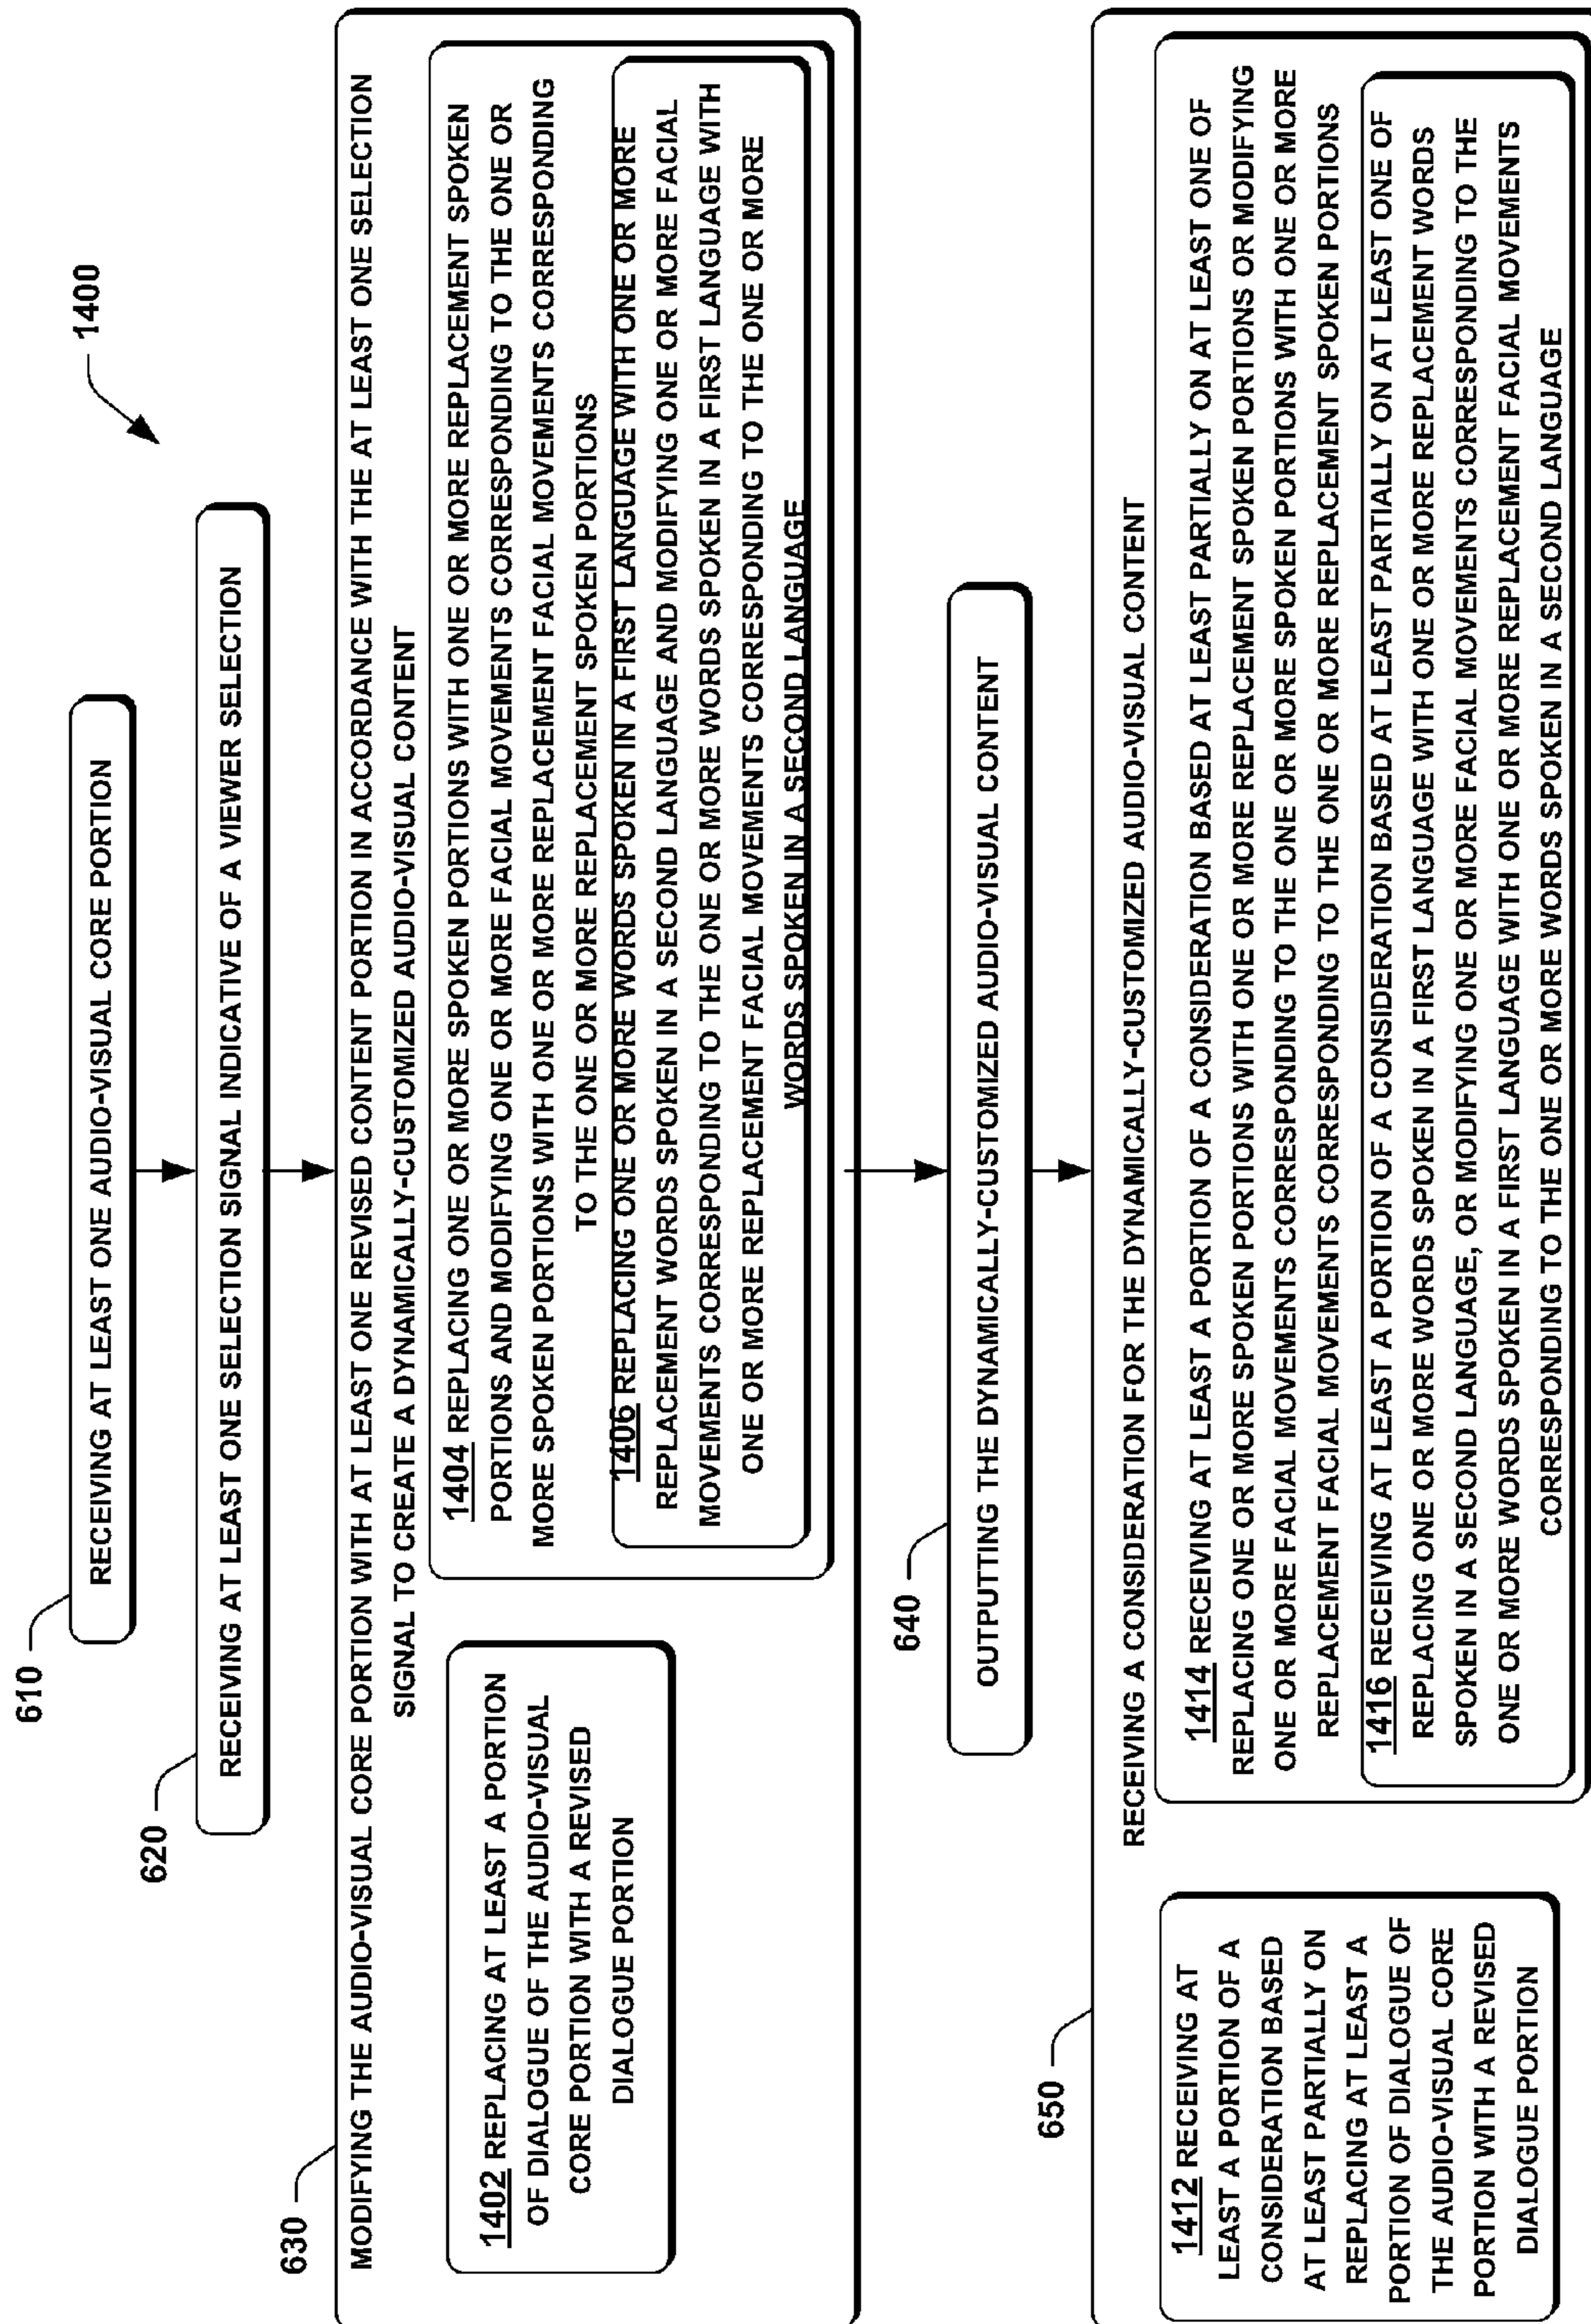 1400
610
RECEIVING AT LEAST ONE AUDIO-VISUAL CORE PORTION
620
RECEIVING AT LEAST ONE SELECTION SIGNAL INDICATIVE OF A VIEWER SELECTION
630
MODIFYING THE AUDIO-VISUAL CORE PORTION WITH AT LEAST ONE REVISED CONTENT PORTION IN ACCORDANCE WITH THE AT LEAST ONE SELECTION
SIGNAL TO CREATE A DYNAMICALLY-CUSTOMIZED AUDIO-VISUAL CONTENT
1402 REPLACING AT LEAST A PORTION
OF DIALOGUE OF THE AUDIO-VISUAL
CORE PORTION WITH A REVISED
DIALOGUE PORTION
1404 REPLACING ONE OR MORE SPOKEN PORTIONS WITH ONE OR MORE REPLACEMENT SPOKEN
PORTIONS AND MODIFYING ONE OR MORE FACIAL MOVEMENTS CORRESPONDING TO THE ONE OR
MORE SPOKEN PORTIONS WITH ONE OR MORE REPLACEMENT FACIAL MOVEMENTS CORRESPONDING
TO THE ONE OR MORE REPLACEMENT SPOKEN PORTIONS
1406 REPLACING ONE OR MORE WORDS SPOKEN IN A FIRST LANGUAGE WITH ONE OR MORE
REPLACEMENT WORDS SPOKEN IN A SECOND LANGUAGE AND MODIFYING ONE OR MORE FACIAL
MOVEMENTS CORRESPONDING TO THE ONE OR MORE WORDS SPOKEN IN A FIRST LANGUAGE WITH
ONE OR MORE REPLACEMENT FACIAL MOVEMENTS CORRESPONDING TO THE ONE OR MORE
WORDS SPOKEN IN A SECOND LANGUAGE
640
OUTPUTTING THE DYNAMICALLY-CUSTOMIZED AUDIO-VISUAL CONTENT
650
RECEIVING A CONSIDERATION FOR THE DYNAMICALLY-CUSTOMIZED AUDIO-VISUAL CONTENT
1412 RECEIVING AT
LEAST A PORTION OF A
CONSIDERATION BASED
AT LEAST PARTIALLY ON
REPLACING AT LEAST A
PORTION OF DIALOGUE OF
THE AUDIO-VISUAL CORE
PORTION WITH A REVISED
DIALOGUE PORTION
1414 RECEIVING AT LEAST A PORTION OF A CONSIDERATION BASED AT LEAST PARTIALLY ON AT LEAST ONE OF
REPLACING ONE OR MORE SPOKEN PORTIONS WITH ONE OR MORE REPLACEMENT SPOKEN PORTIONS OR MODIFYING
ONE OR MORE FACIAL MOVEMENTS CORRESPONDING TO THE ONE OR MORE SPOKEN PORTIONS WITH ONE OR MORE
REPLACEMENT FACIAL MOVEMENTS CORRESPONDING TO THE ONE OR MORE REPLACEMENT SPOKEN PORTIONS
1416 RECEIVING AT LEAST A PORTION OF A CONSIDERATION BASED AT LEAST PARTIALLY ON AT LEAST ONE OF
REPLACING ONE OR MORE WORDS SPOKEN IN A FIRST LANGUAGE WITH ONE OR MORE REPLACEMENT WORDS
SPOKEN IN A SECOND LANGUAGE, OR MODIFYING ONE OR MORE FACIAL MOVEMENTS CORRESPONDING TO THE
ONE OR MORE WORDS SPOKEN IN A FIRST LANGUAGE WITH ONE OR MORE REPLACEMENT FACIAL MOVEMENTS
CORRESPONDING TO THE ONE OR MORE WORDS SPOKEN IN A SECOND LANGUAGE